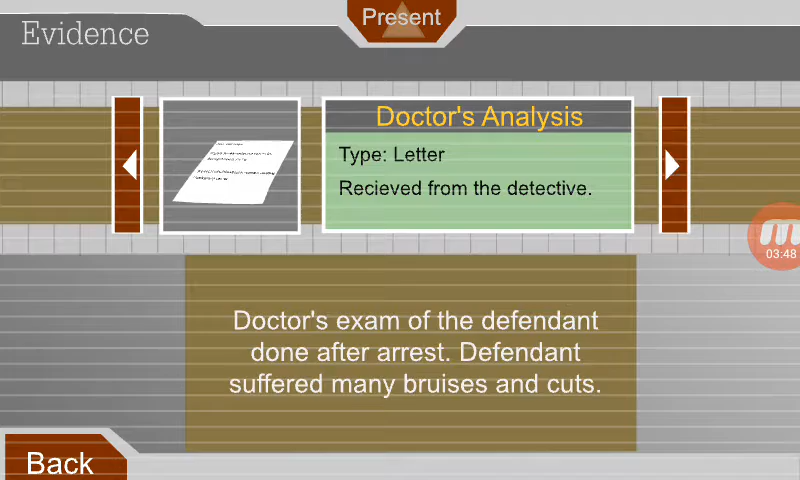 Present
Evidence
Doctor's Analysis
Type: Letter
Recieved from the detective.
03:48
Doctor's exam of the defendant
done after arrest. Defendant
suffered many bruises and cuts.
Back